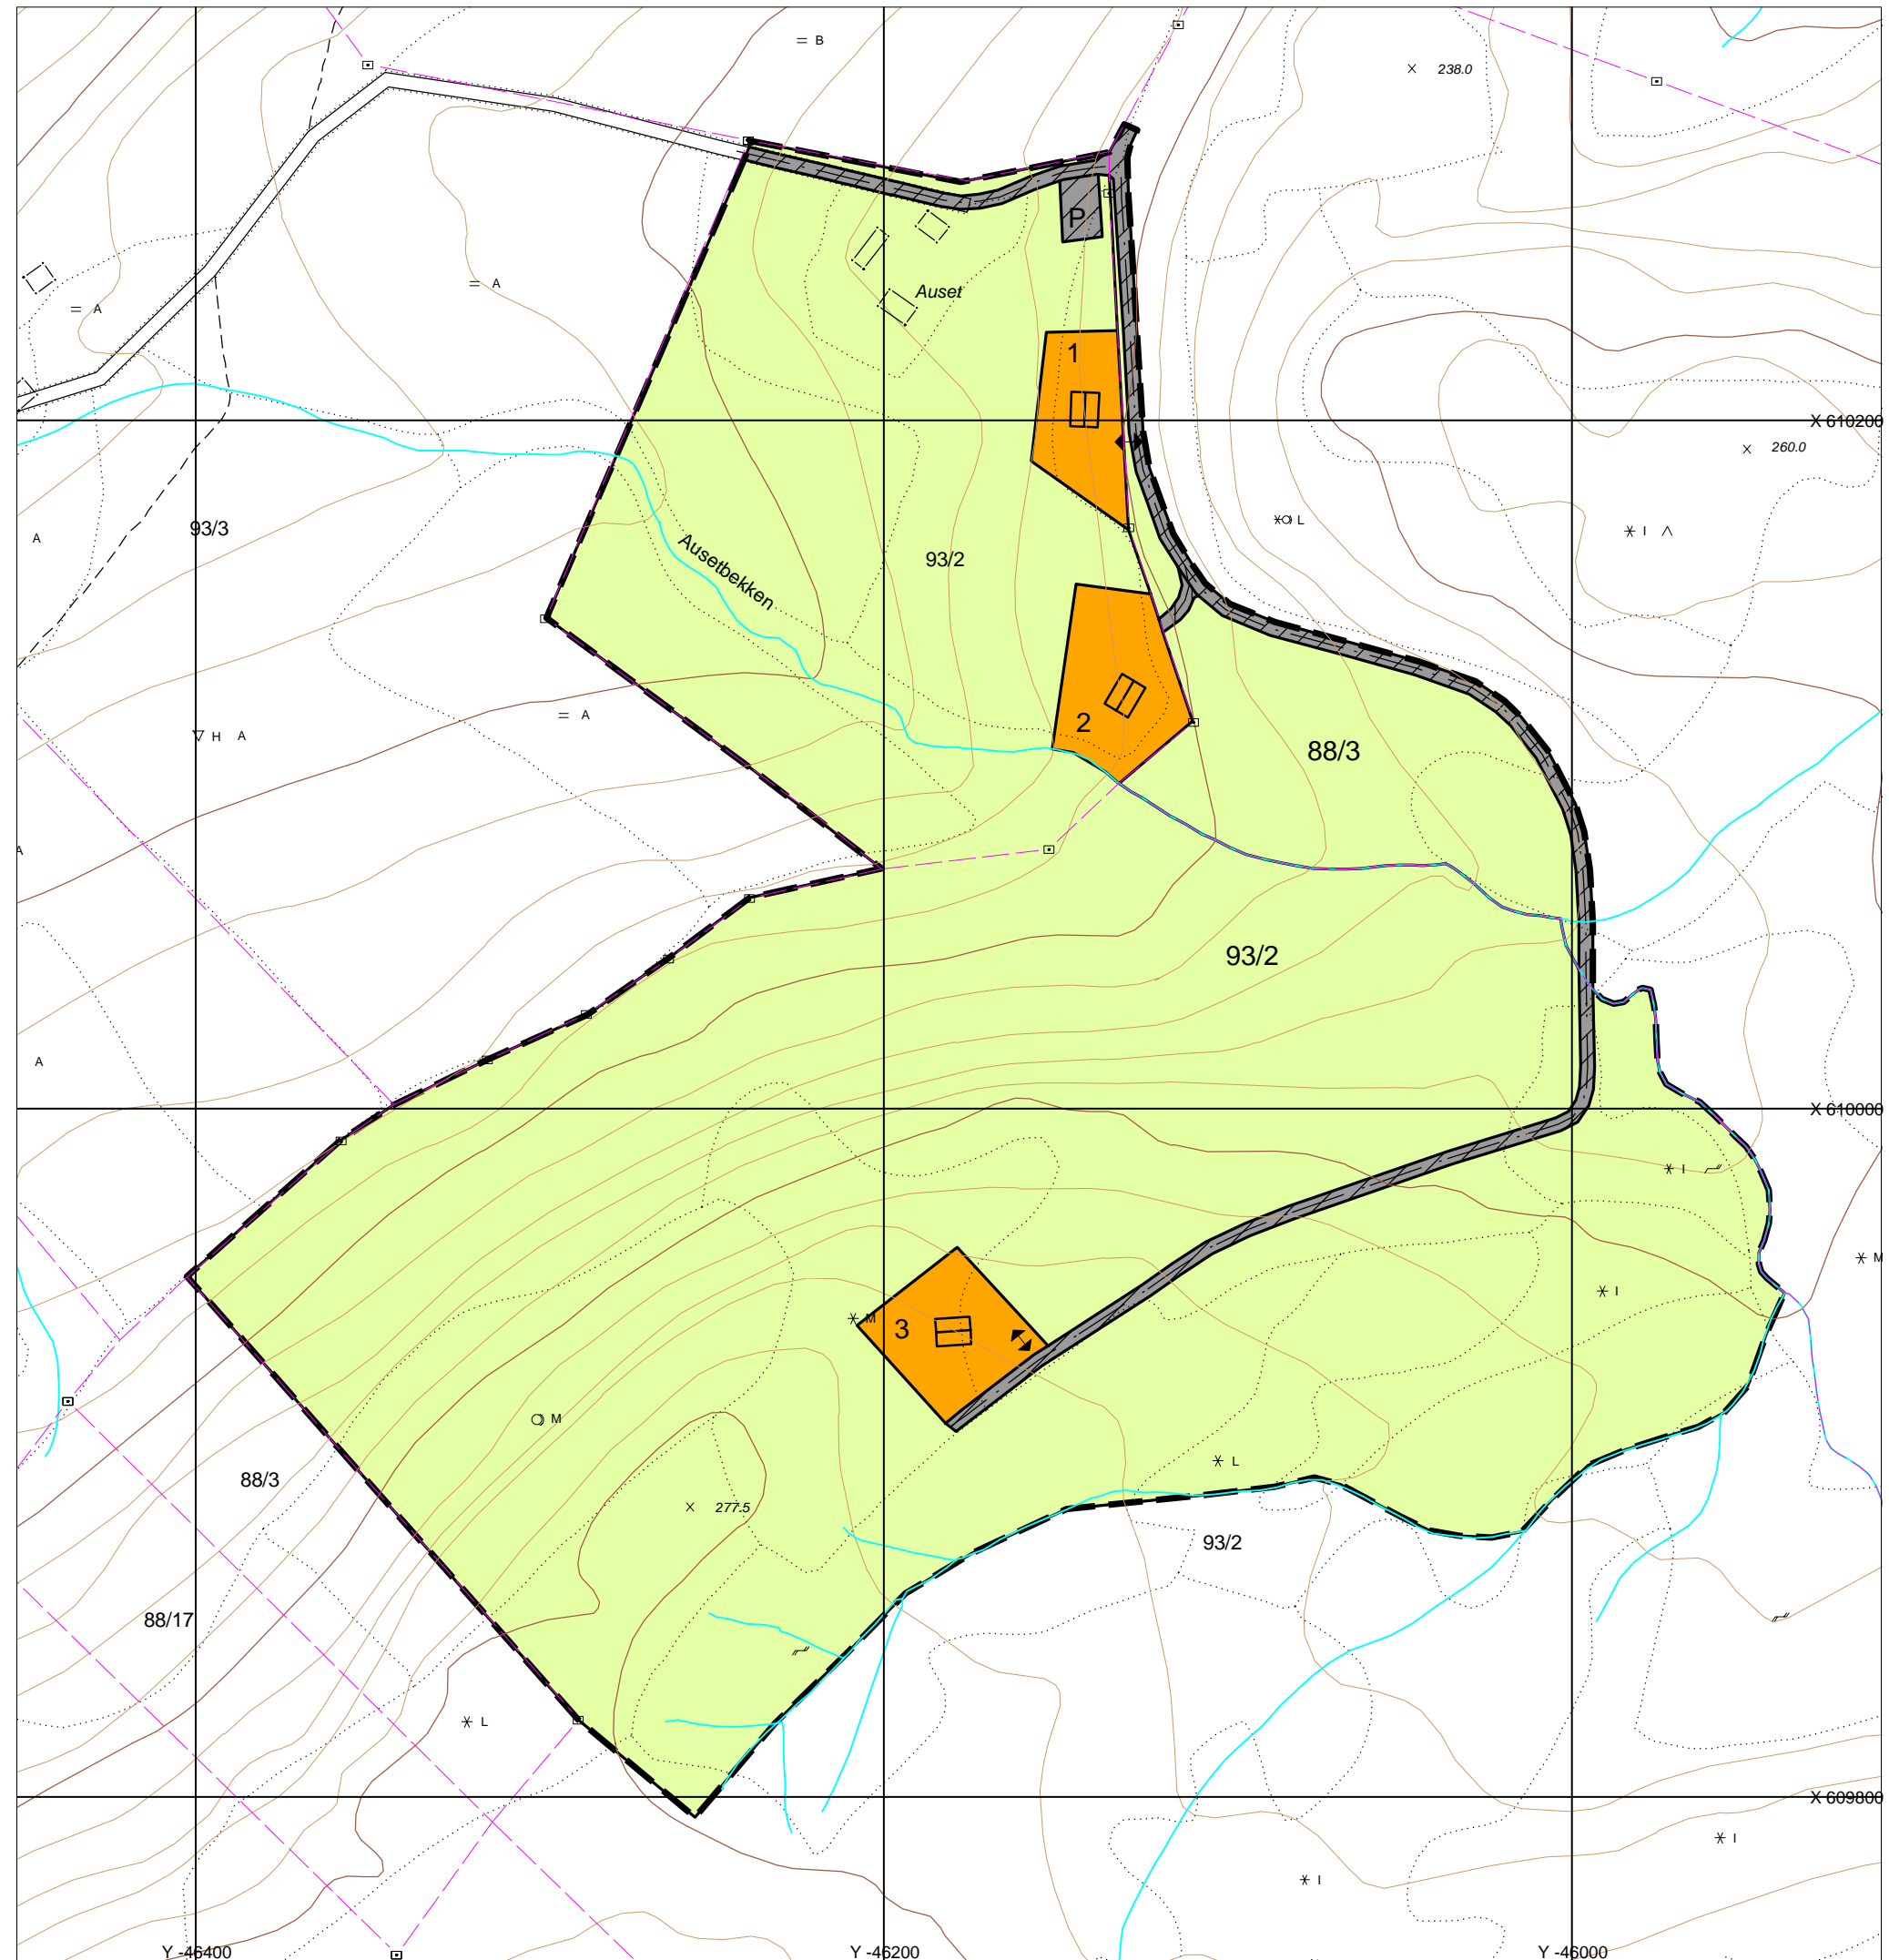 B
238.0
P
A
A
Auset
1
X 610200
260.0
93/3
A
L
I
Ausetbekken
93/2
A
H A
2
88/3
A
93/2
A
X 610000
I
M
I
3
M
M
88/3
L
277.5
93/2
88/17
L
X 609800
I
I
Y -46400
Y -46200
Y -46000